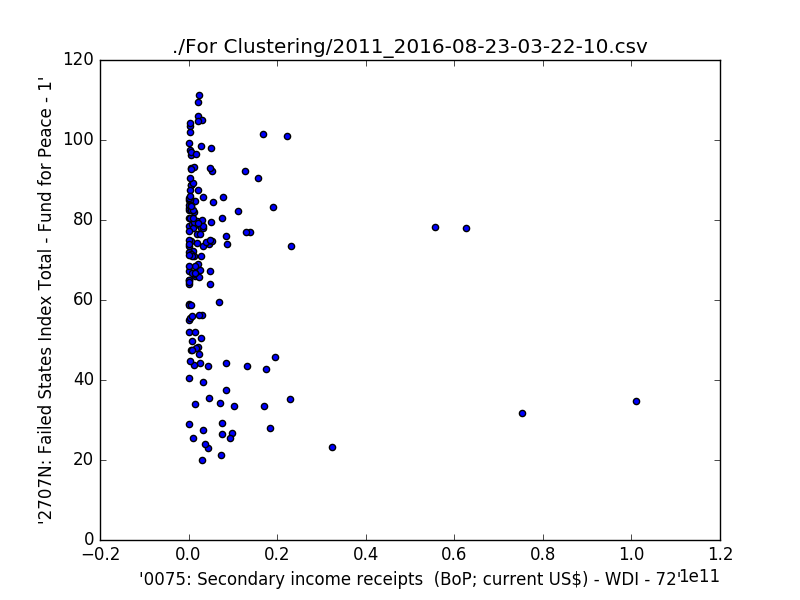 ./For Clustering/2011_2016-08-23-03-22-10.csv
'2707N: Failed States Index Total - Fund for Peace - 1'
120
100
80
60
40
20
0
−0.2 0.0 0.2 0.4 0.6 0.8 1.0 1.2
1e11
'0075: Secondary income receipts  (BoP; current US$) - WDI - 72'